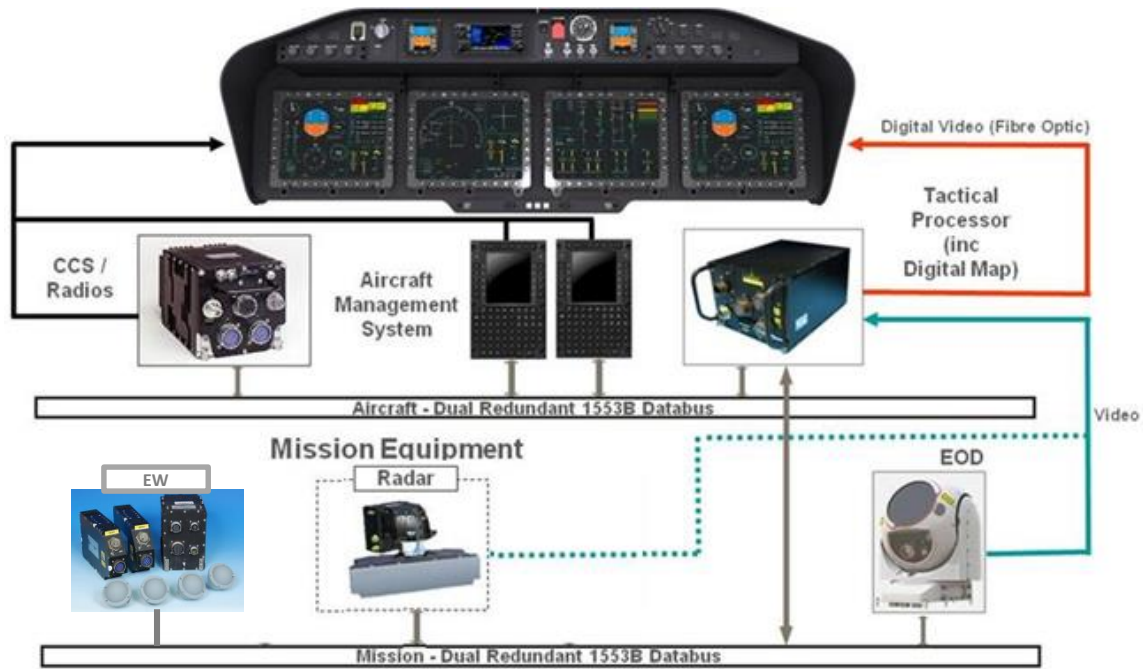 Digital Video (Fibre Optic)
CCS /
Radios
Aircraft
Management
System
Tactical
Processor
(inc
Digital Map)
Aircraft - Dual Redundant 1553B Databus
Video
Mission Equipment
EW
Radar
EOD
Mission - Dual Redundant 1553B Databus